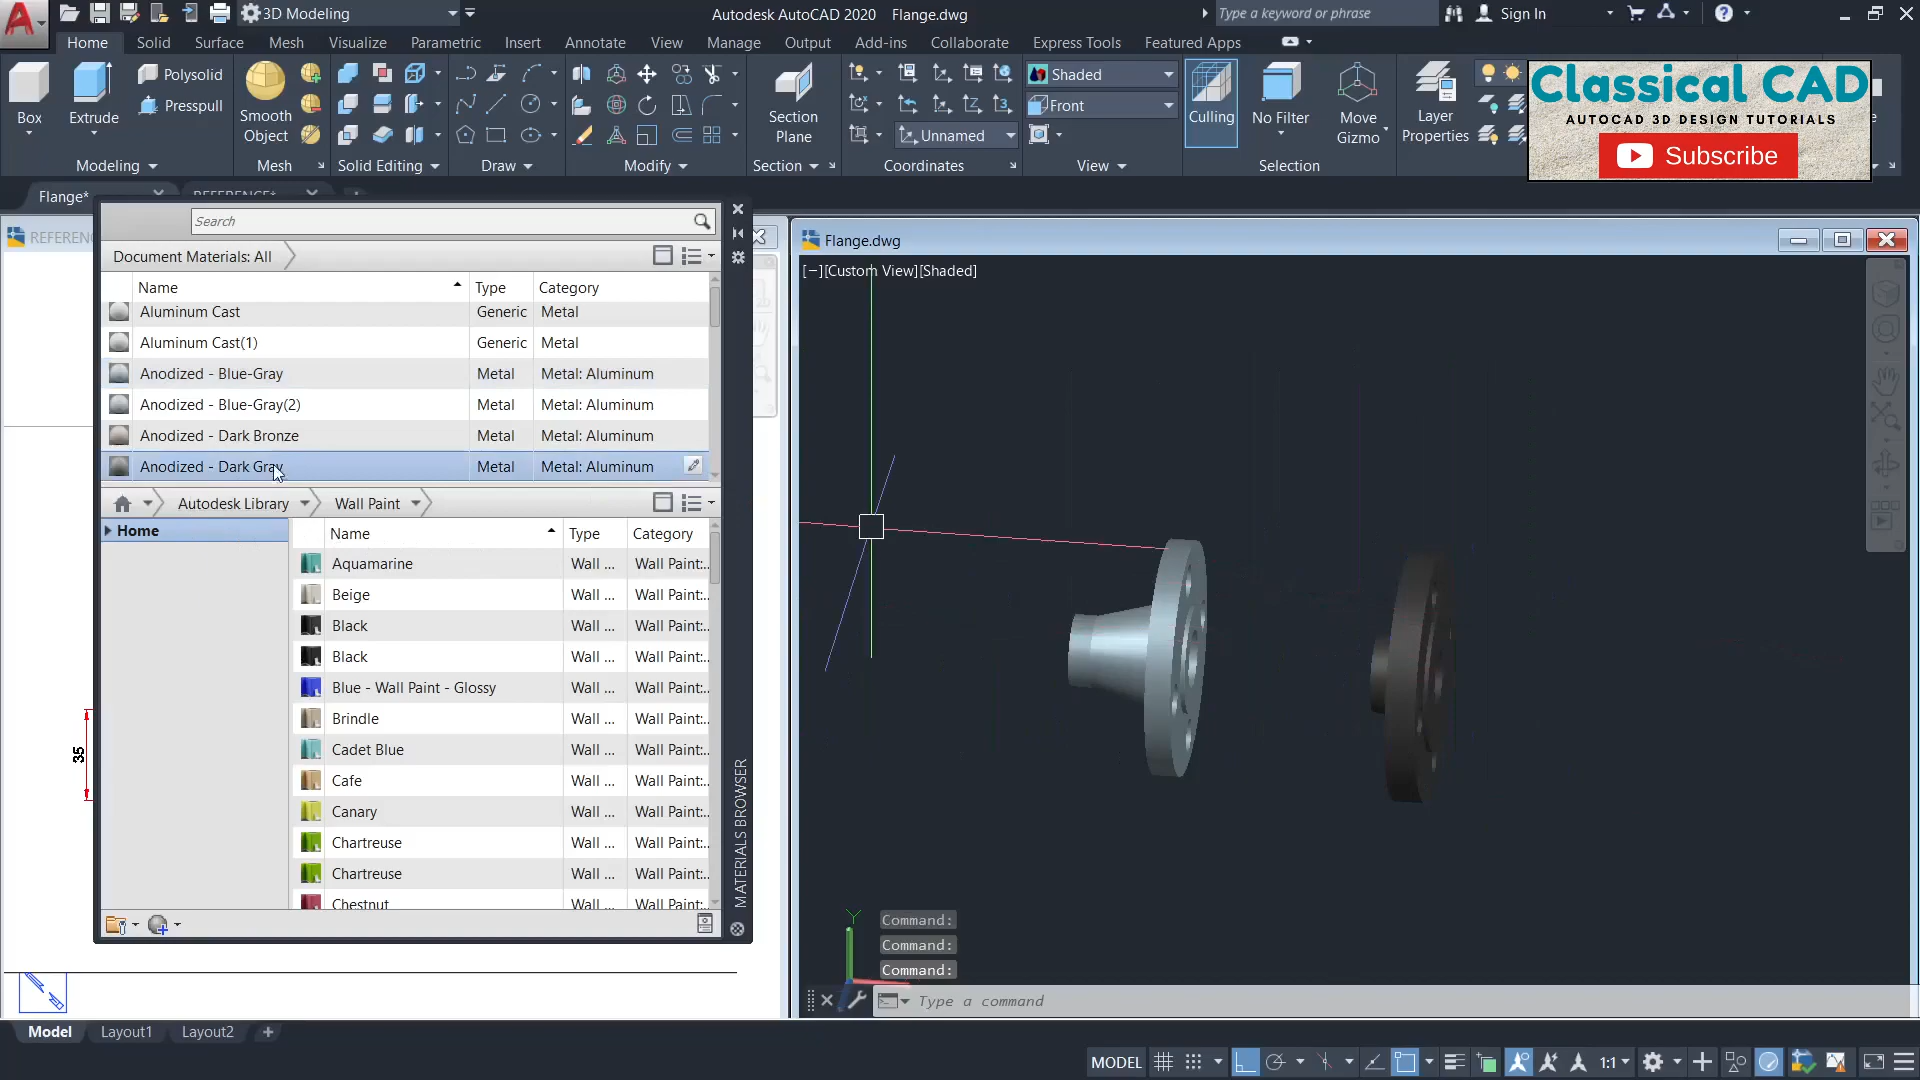 3D Modeling
Autodesk AutoCAD 2020 Flange.dwg
Type a keyword or phrase
Sign In
Home Solid Surface Mesh Visualize Parametric Insert Annotate View Manage Output Add-ins Collaborate Express Tools Featured Apps
Box
Extrude
Polysolid
Presspull
Smooth
Object
Section
Plane
Shaded
Front
Unnamed
Culling
No Filter
Move
Gizmo
Layer
Properties
Modeling
Mesh
Solid Editing
Draw
Modify
Section
Coordinates
View
Selection
Classical CAD
AUTOCAD 3D DESIGN TUTORIALS
Subscribe
Flange*
REFERENCE*
REFEREN
Search
Document Materials: All
Name Type Category
Aluminum Cast Generic Metal
Aluminum Cast(1) Generic Metal
Anodized - Blue-Gray Metal Metal: Aluminum
Anodized - Blue-Gray(2) Metal Metal: Aluminum
Anodized - Dark Bronze Metal Metal: Aluminum
Anodized - Dark Gray Metal Metal: Aluminum
Autodesk Library Wall Paint
Home
Name Type Category
Aquamarine Wall ... Wall Paint:..
Beige Wall ... Wall Paint:..
Black Wall ... Wall Paint:..
Black Wall ... Wall Paint:..
Blue - Wall Paint - Glossy Wall ... Wall Paint:..
Brindle Wall ... Wall Paint:..
Cadet Blue Wall ... Wall Paint:..
Cafe Wall ... Wall Paint:..
Canary Wall ... Wall Paint:..
Chartreuse Wall ... Wall Paint:..
Chartreuse Wall ... Wall Paint:..
Chestnut Wall ... Wall Paint:..
MATERIALS BROWSER
35
Flange.dwg
[−][Custom View][Shaded]
Y
Command:
Command:
Command:
Type a command
Model Layout1 Layout2 +
MODEL
1:1